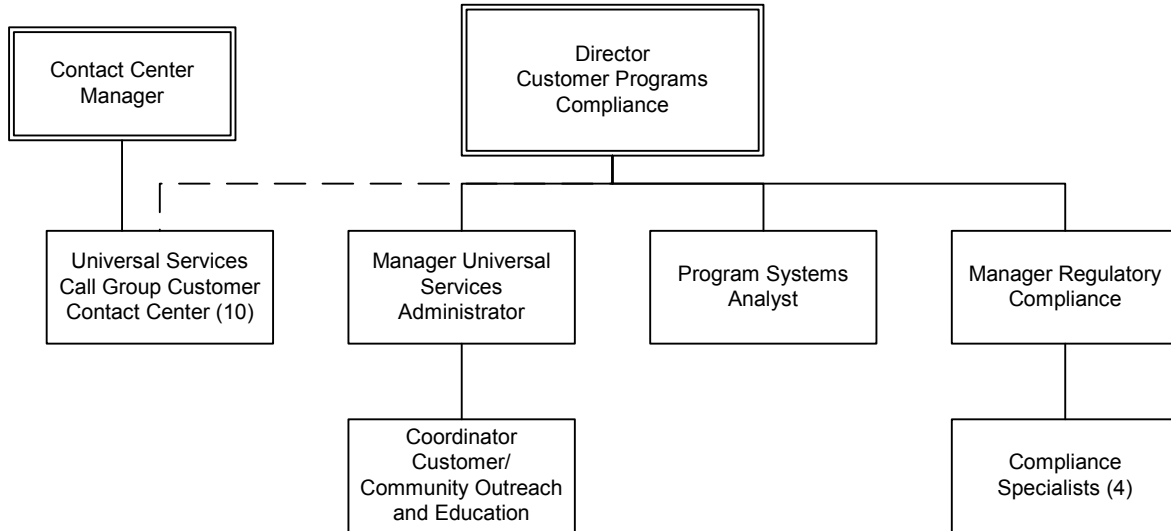 Contact Center
Manager
Director
Customer Programs
Compliance
Universal Services
Call Group Customer
Contact Center (10)
Manager Universal
Services
Administrator
Program Systems
Analyst
Manager Regulatory
Compliance
Coordinator
Customer/
Community Outreach
and Education
Compliance
Specialists (4)